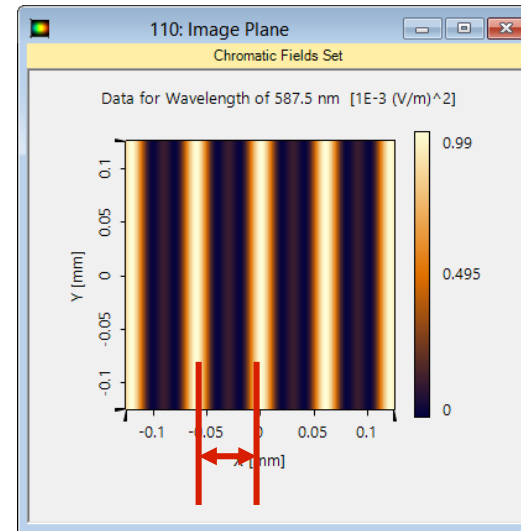 110: Image Plane
Chromatic Fields Set
Data for Wavelength of 587.5 nm [1E-3 (V/m)^2]
0.99
0.495
0
Y [mm]
0.1
0.05
0
-0.05
-0.1
-0.1 -0.05 0 0.05 0.1
X [mm]